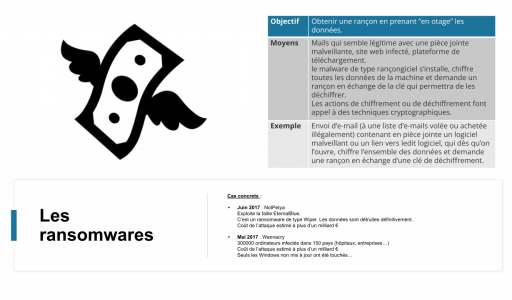 Objectif
Obtenir une rançon en prenant “en otage” les
données.
Moyens
Mails qui semble légitime avec une pièce jointe
malveillante, site web infecté, plateforme de
téléchargement.
le malware de type rançongiciel s’installe, chiffre
toutes les données de la machine et demande un
rançon en échange de la clé qui permettra de les
déchiffrer.
Les actions de chiffrement ou de déchiffrement font
appel à des techniques cryptographiques.
Exemple
Envoi d’e-mail (à une liste d’e-mails volée ou achetée
illégalement) contenant en pièce jointe un logiciel
malveillant ou un lien vers ledit logiciel, qui dès qu’on
l’ouvre, chiffre l’ensemble des données et demande
une rançon en échange d’une clé de déchiffrement.
Les
ransomwares
Cas concrets :
• Juin 2017 : NotPetya
Exploite la faille EternalBlue.
C’est un ransomware de type Wiper. Les données sont détruites définitivement.
Coût de l’attaque estimé à plus d’un milliard €
• Mai 2017 : Wannacry
300000 ordinateurs infectés dans 150 pays (hôpitaux, entreprises…)
Coût de l’attaque estimé à plus d’un milliard €
Seuls les Windows non mis à jour ont été touchés…